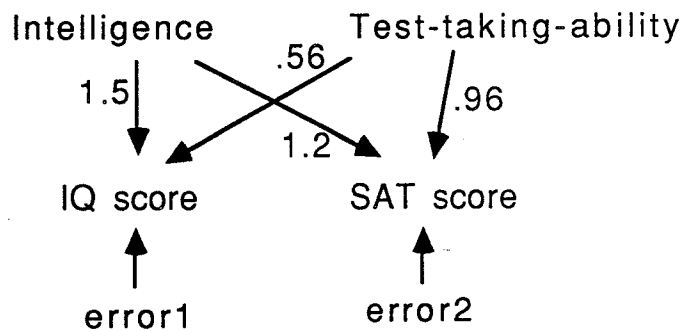 Intelligence Test-taking-ability
.56
1.5
.96
1.2
IQ score SAT score
error1 error2